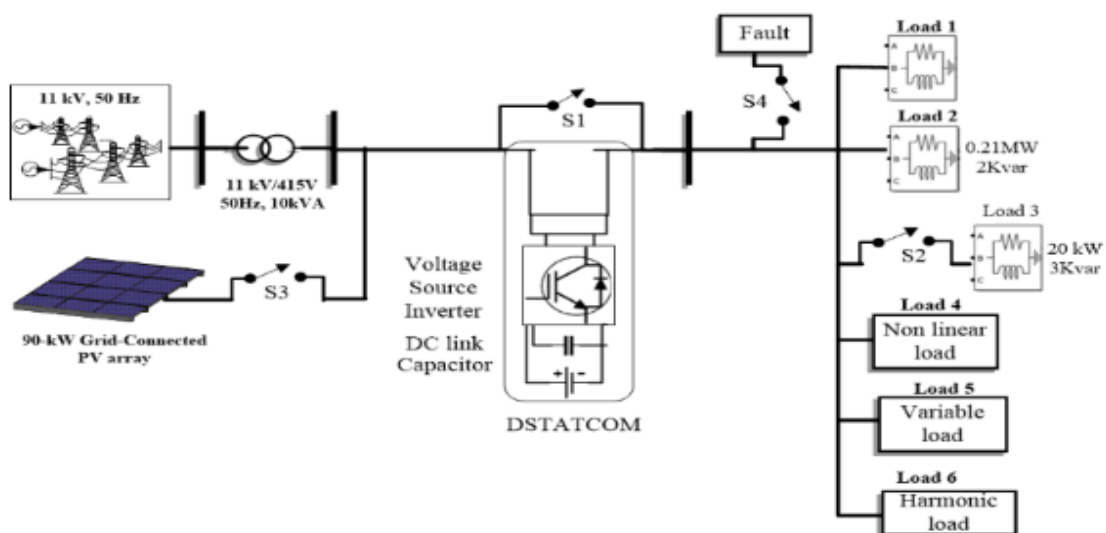 11 kV, 50 Hz
11 kV/415V
50Hz, 10kVA
S3
90-kW Grid-Connected
PV array
S1
Voltage
Source
Inverter
DC link
Capacitor
+ -
DSTATCOM
Fault
S4
Load 1
A
B
C
Load 2
A
B
C
0.21MW
2Kvar
Load 3
S2
A
B
C
20 kW
3Kvar
Load 4
Non linear
load
Load 5
Variable
load
Load 6
Harmonic
load